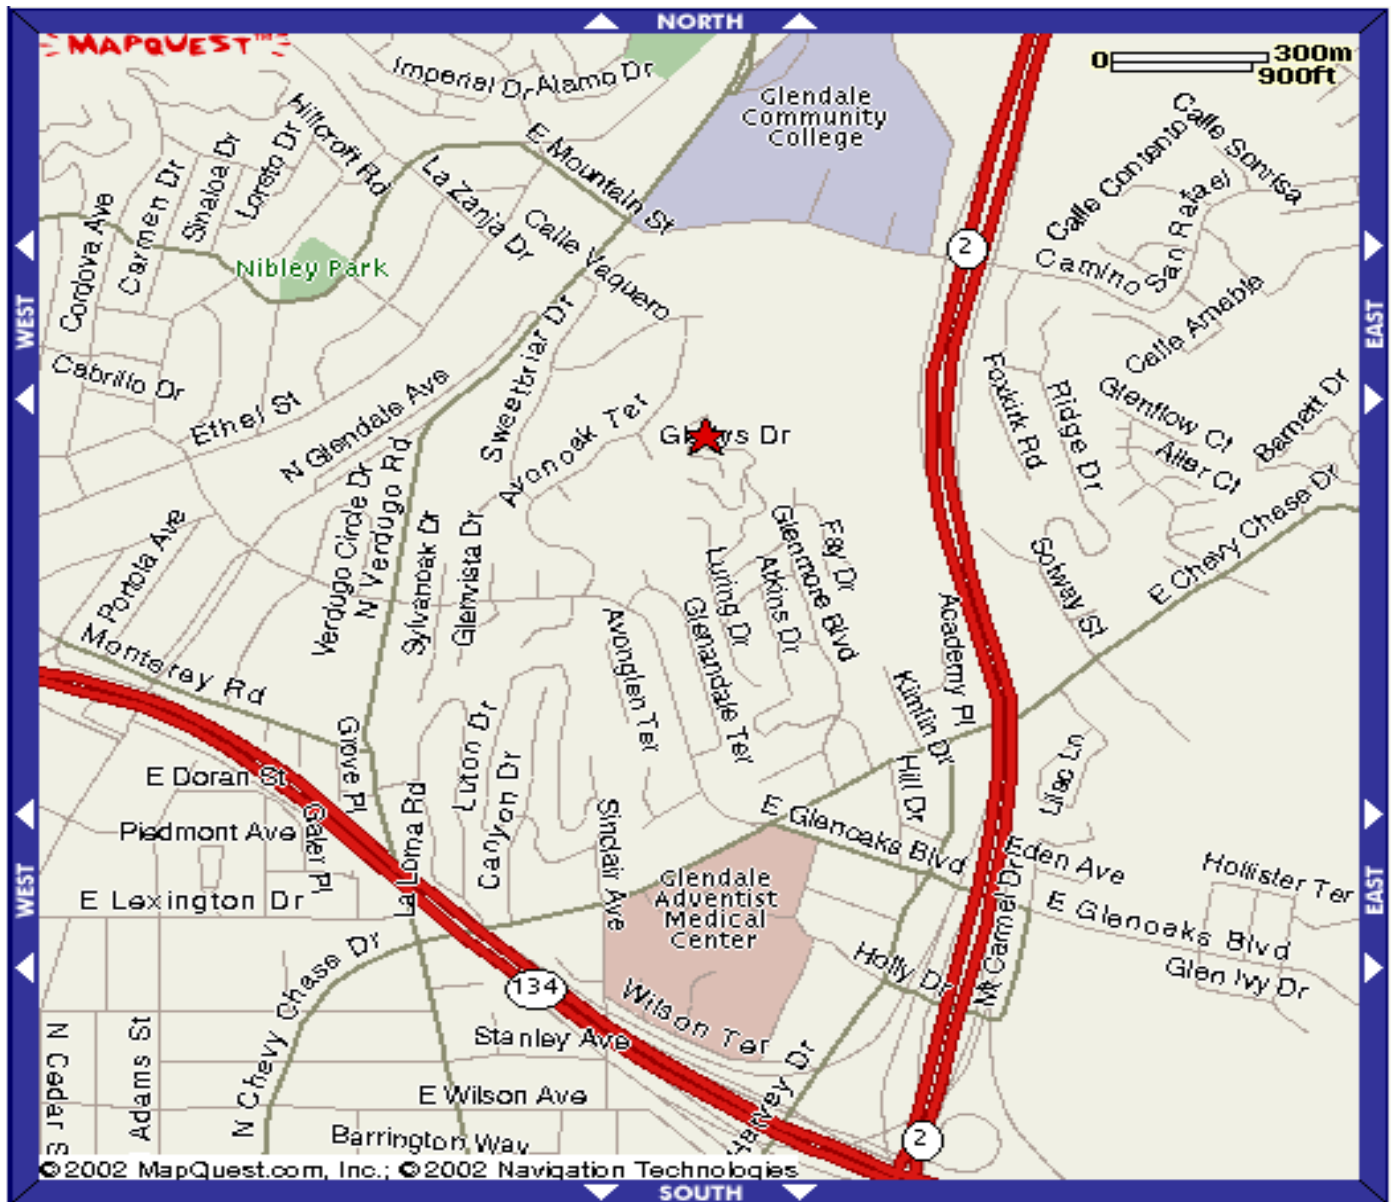 NORTH
MAPQUEST™
0 300m
900ft
Imperial Dr
Alamo Dr
Glendale
Community
College
Hillcroft Rd
Loreto Dr
Sinaloa Dr
Carmen Dr
Cordova Ave
E Mountain St
La Zanja Dr
Calle Vaquero
Calle Contento
Calle Sonrisa
Camino San Rafael
2
Nibley Park
WEST
EAST
Calle Amable
Cabrillo Dr
Ethel St
N Glendale Ave
Sweetbriar Dr
Avonoak Ter
Dr
Foxkirk Rd
Ridge Dr
Glenflow Ct
Aller Ct
Barnett Dr
E Chevy Chase Dr
Portola Ave
Verdugo Circle Dr
N Verdugo Rd
Sylvanoak Dr
Glenvista Dr
Luring Dr
Atkins Dr
Glenmore Blvd
Fay Dr
Solway St
Monterey Rd
Avonglen Ter
Glenandale Ter
Academy Pl
Kimlin Dr
Hill Dr
Lilac Ln
Grove Pl
Luton Dr
Canyon Dr
E Doran St
Galer Pl
La Loma Rd
Sinclair Ave
E Glenoaks Blvd
Piedmont Ave
E Lexington Dr
Glendale
Adventist
Medical
Center
Eden Ave
Hollister Ter
WEST
EAST
E Glenoaks Blvd
Glen Ivy Dr
Mt Carmel Dr
Holly Dr
N Chevy Chase Dr
134
Wilson Ter
Stanley Ave
Harvey Dr
Adams St
E Wilson Ave
Barrington Way
2
©2002 MapQuest.com, Inc.; ©2002 Navigation Technologies
SOUTH